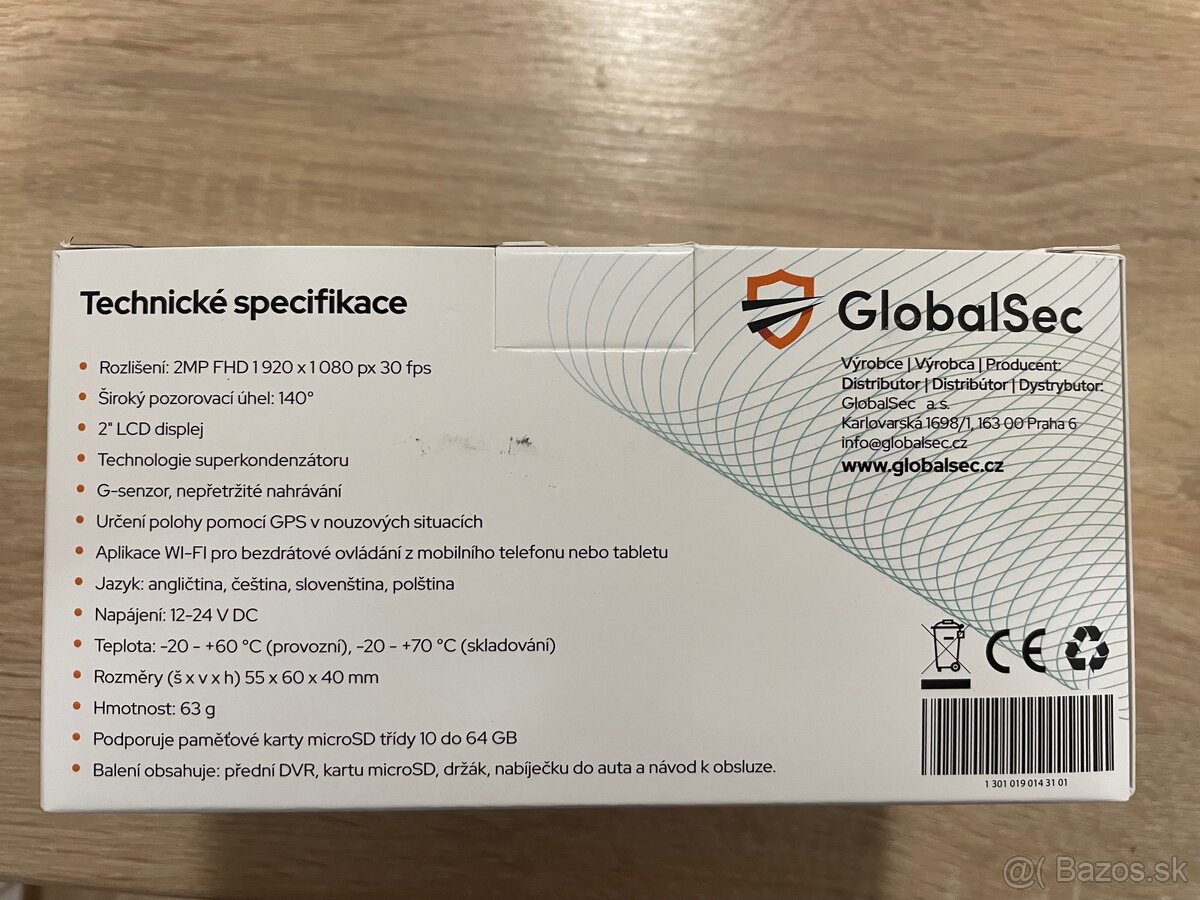 Technické specifikace
Rozlišení: 2MP FHD 1 920 x 1 080 px 30 fps
Široký pozorovací úhel: 140°
2" LCD displej
Technologie superkondenzátoru
G-senzor, nepřetržité nahrávání
Určení polohy pomocí GPS v nouzových situacích
Aplikace WI-FI pro bezdrátové ovládání z mobilního telefonu nebo tabletu
Jazyk: angličtina, čeština, slovenština, polština
Napájení: 12-24 V DC
Teplota: -20 - +60 °C (provozní), -20 - +70 °C (skladování)
Rozměry (š x v x h) 55 x 60 x 40 mm
Hmotnost: 63 g
Podporuje paměťové karty microSD třídy 10 do 64 GB
Balení obsahuje: přední DVR, kartu microSD, držák, nabíječku do auta a návod k obsluze.
GlobalSec
Výrobce | Výrobca | Producent:
Distributor | Distribútor | Dystrybutor:
GlobalSec a.s.
Karlovarská 1698/1, 163 00 Praha 6
info@globalsec.cz
www.globalsec.cz
CE
1 301 019 014 31 01
@( Bazos.sk